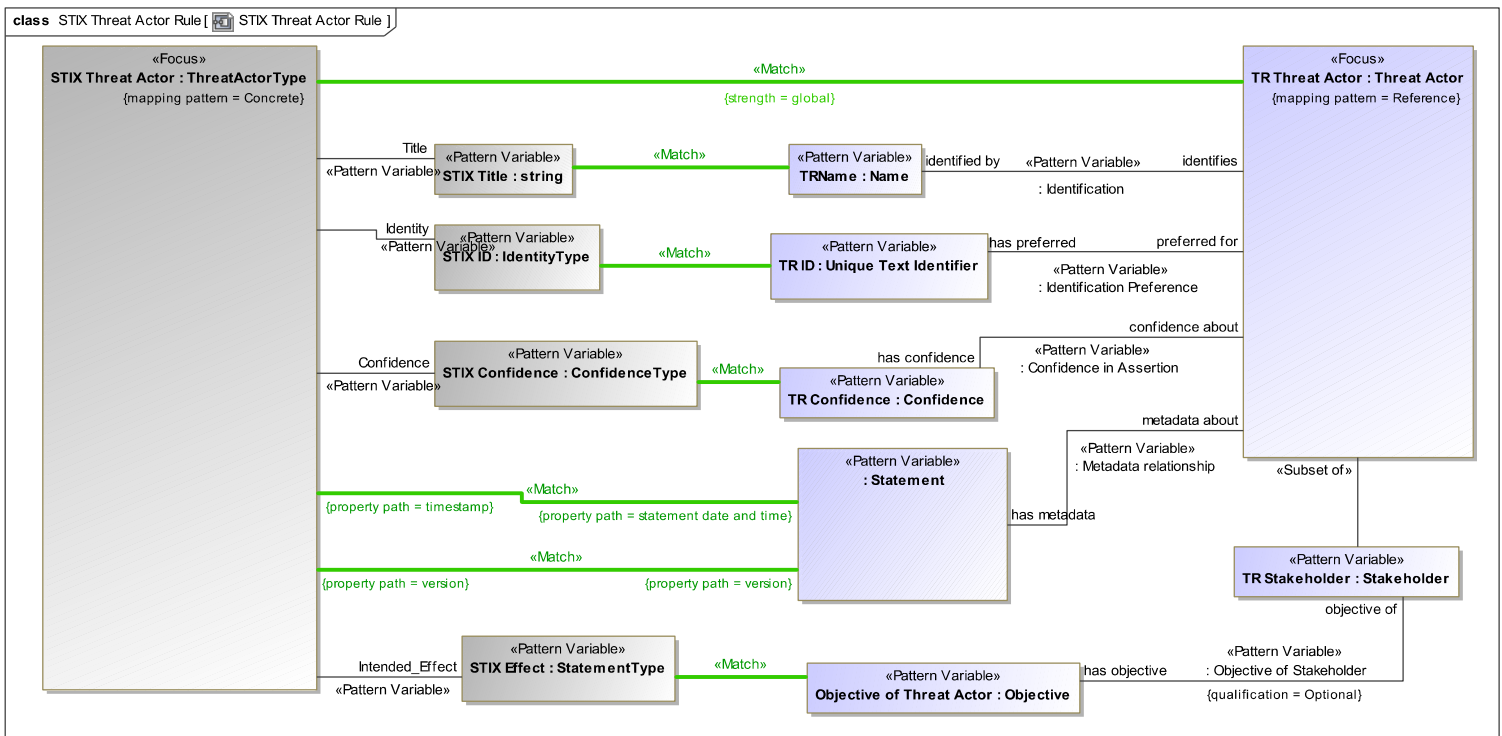 class STIX Threat Actor Rule [ STIX Threat Actor Rule ]
«Focus»
STIX Threat Actor : ThreatActorType
{mapping pattern = Concrete}
«Match»
{strength = global}
«Focus»
TR Threat Actor : Threat Actor
{mapping pattern = Reference}
Title
«Pattern Variable»
«Pattern Variable»
STIX Title : string
«Match»
«Pattern Variable»
TRName : Name
identified by
«Pattern Variable»
: Identification
identifies
Identity
«Pattern Variable»
«Pattern Variable»
STIX ID : IdentityType
«Match»
«Pattern Variable»
TR ID : Unique Text Identifier
has preferred
preferred for
«Pattern Variable»
: Identification Preference
Confidence
«Pattern Variable»
«Pattern Variable»
STIX Confidence : ConfidenceType
«Match»
has confidence
«Pattern Variable»
TR Confidence : Confidence
confidence about
«Pattern Variable»
: Confidence in Assertion
metadata about
«Pattern Variable»
: Metadata relationship
«Pattern Variable»
: Statement
has metadata
«Match»
{property path = timestamp}
{property path = statement date and time}
«Match»
{property path = version}
{property path = version}
«Subset of»
«Pattern Variable»
TR Stakeholder : Stakeholder
objective of
Intended_Effect
«Pattern Variable»
«Pattern Variable»
STIX Effect : StatementType
«Match»
«Pattern Variable»
Objective of Threat Actor : Objective
has objective
«Pattern Variable»
: Objective of Stakeholder
{qualification = Optional}